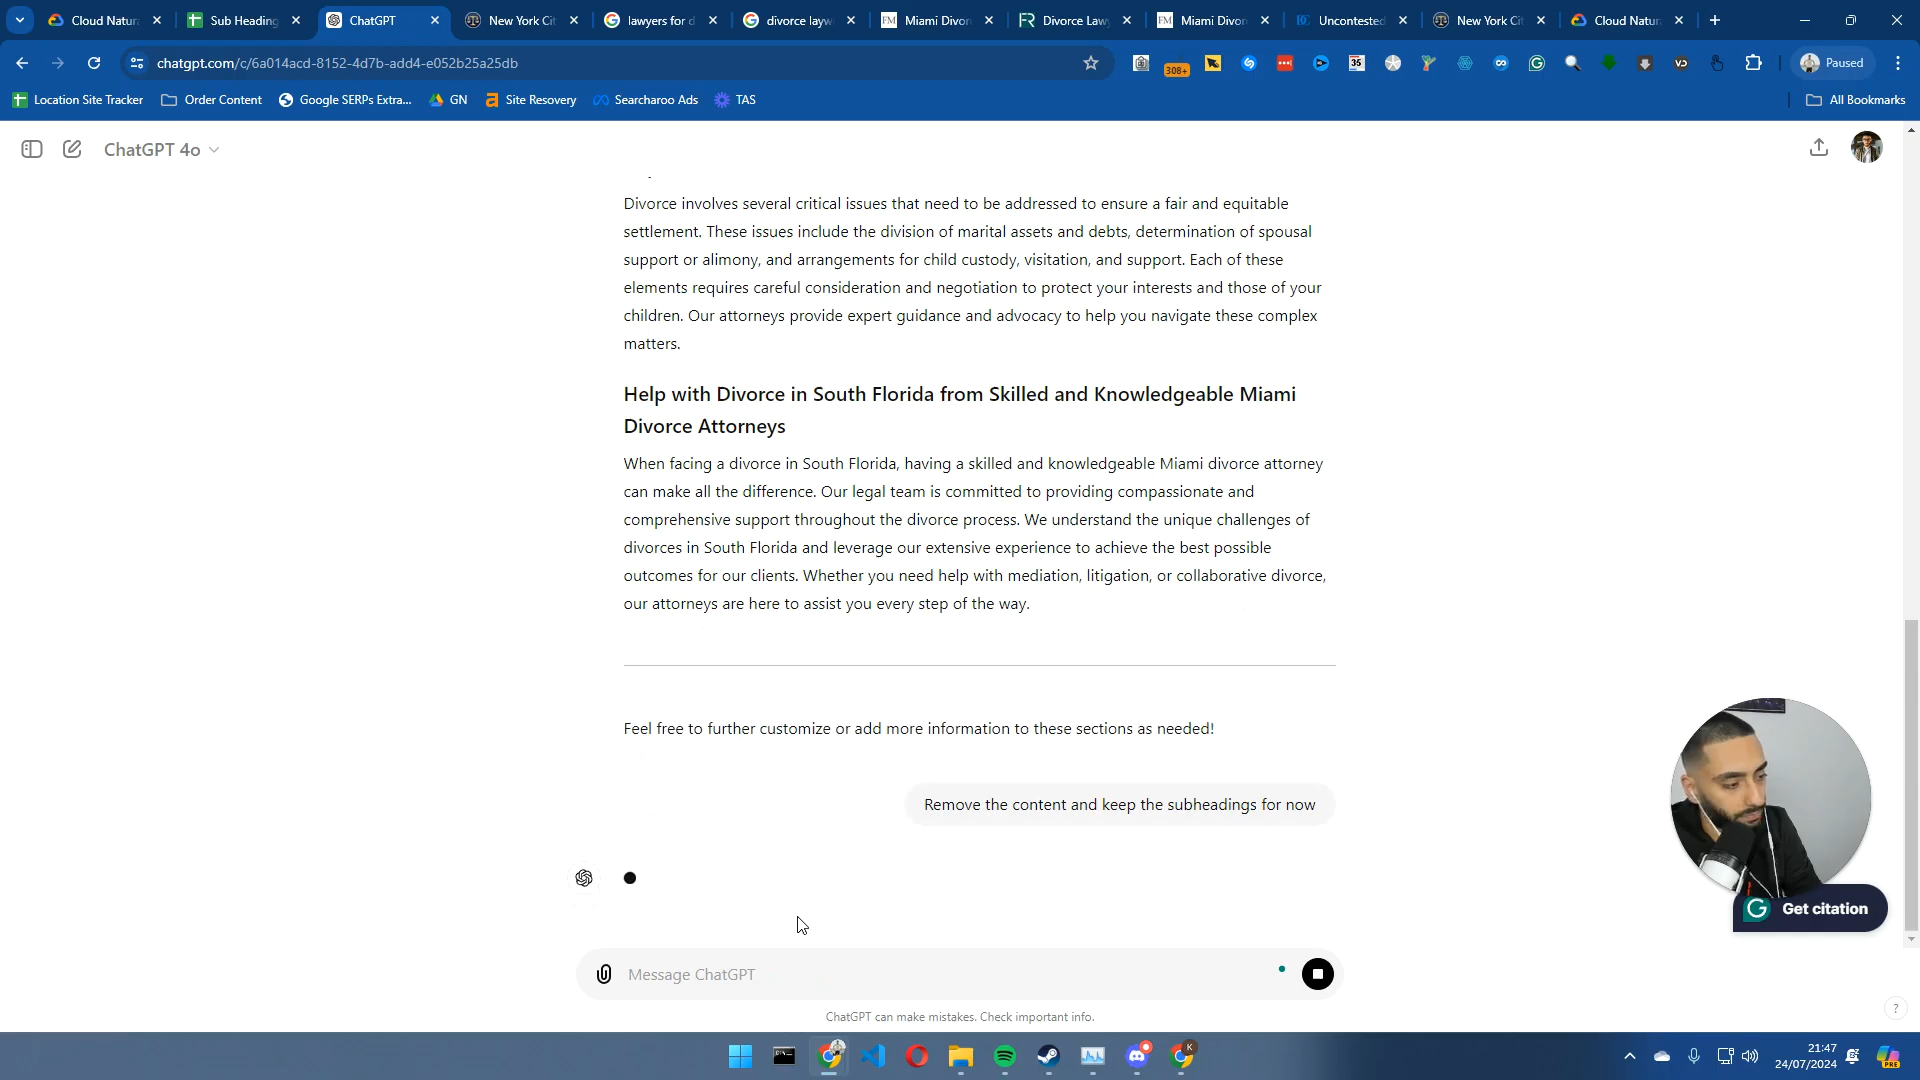 Cloud Natur
Sub Heading
ChatGPT
New York Cit
lawyers for d
divorce layw
Miami Divor
Divorce Law
Miami Divor
Uncontested
New York Cit
Cloud Natur
chatgpt.com/c/6a014acd-8152-4d7b-add4-e052b25a25db
308+
35
Paused
Location Site Tracker
Order Content
Google SERPs Extra...
GN
Site Recovery
Searcharoo Ads
TAS
All Bookmarks
ChatGPT 4o
Divorce involves several critical issues that need to be addressed to ensure a fair and equitable
settlement. These issues include the division of marital assets and debts, determination of spousal
support or alimony, and arrangements for child custody, visitation, and support. Each of these
elements requires careful consideration and negotiation to protect your interests and those of your
children. Our attorneys provide expert guidance and advocacy to help you navigate these complex
matters.
Help with Divorce in South Florida from Skilled and Knowledgeable Miami
Divorce Attorneys
When facing a divorce in South Florida, having a skilled and knowledgeable Miami divorce attorney
can make all the difference. Our legal team is committed to providing compassionate and
comprehensive support throughout the divorce process. We understand the unique challenges of
divorces in South Florida and leverage our extensive experience to achieve the best possible
outcomes for our clients. Whether you need help with mediation, litigation, or collaborative divorce,
our attorneys are here to assist you every step of the way.
Feel free to further customize or add more information to these sections as needed!
Remove the content and keep the subheadings for now
Get citation
Message ChatGPT
ChatGPT can make mistakes. Check important info.
?
21:47
24/07/2024